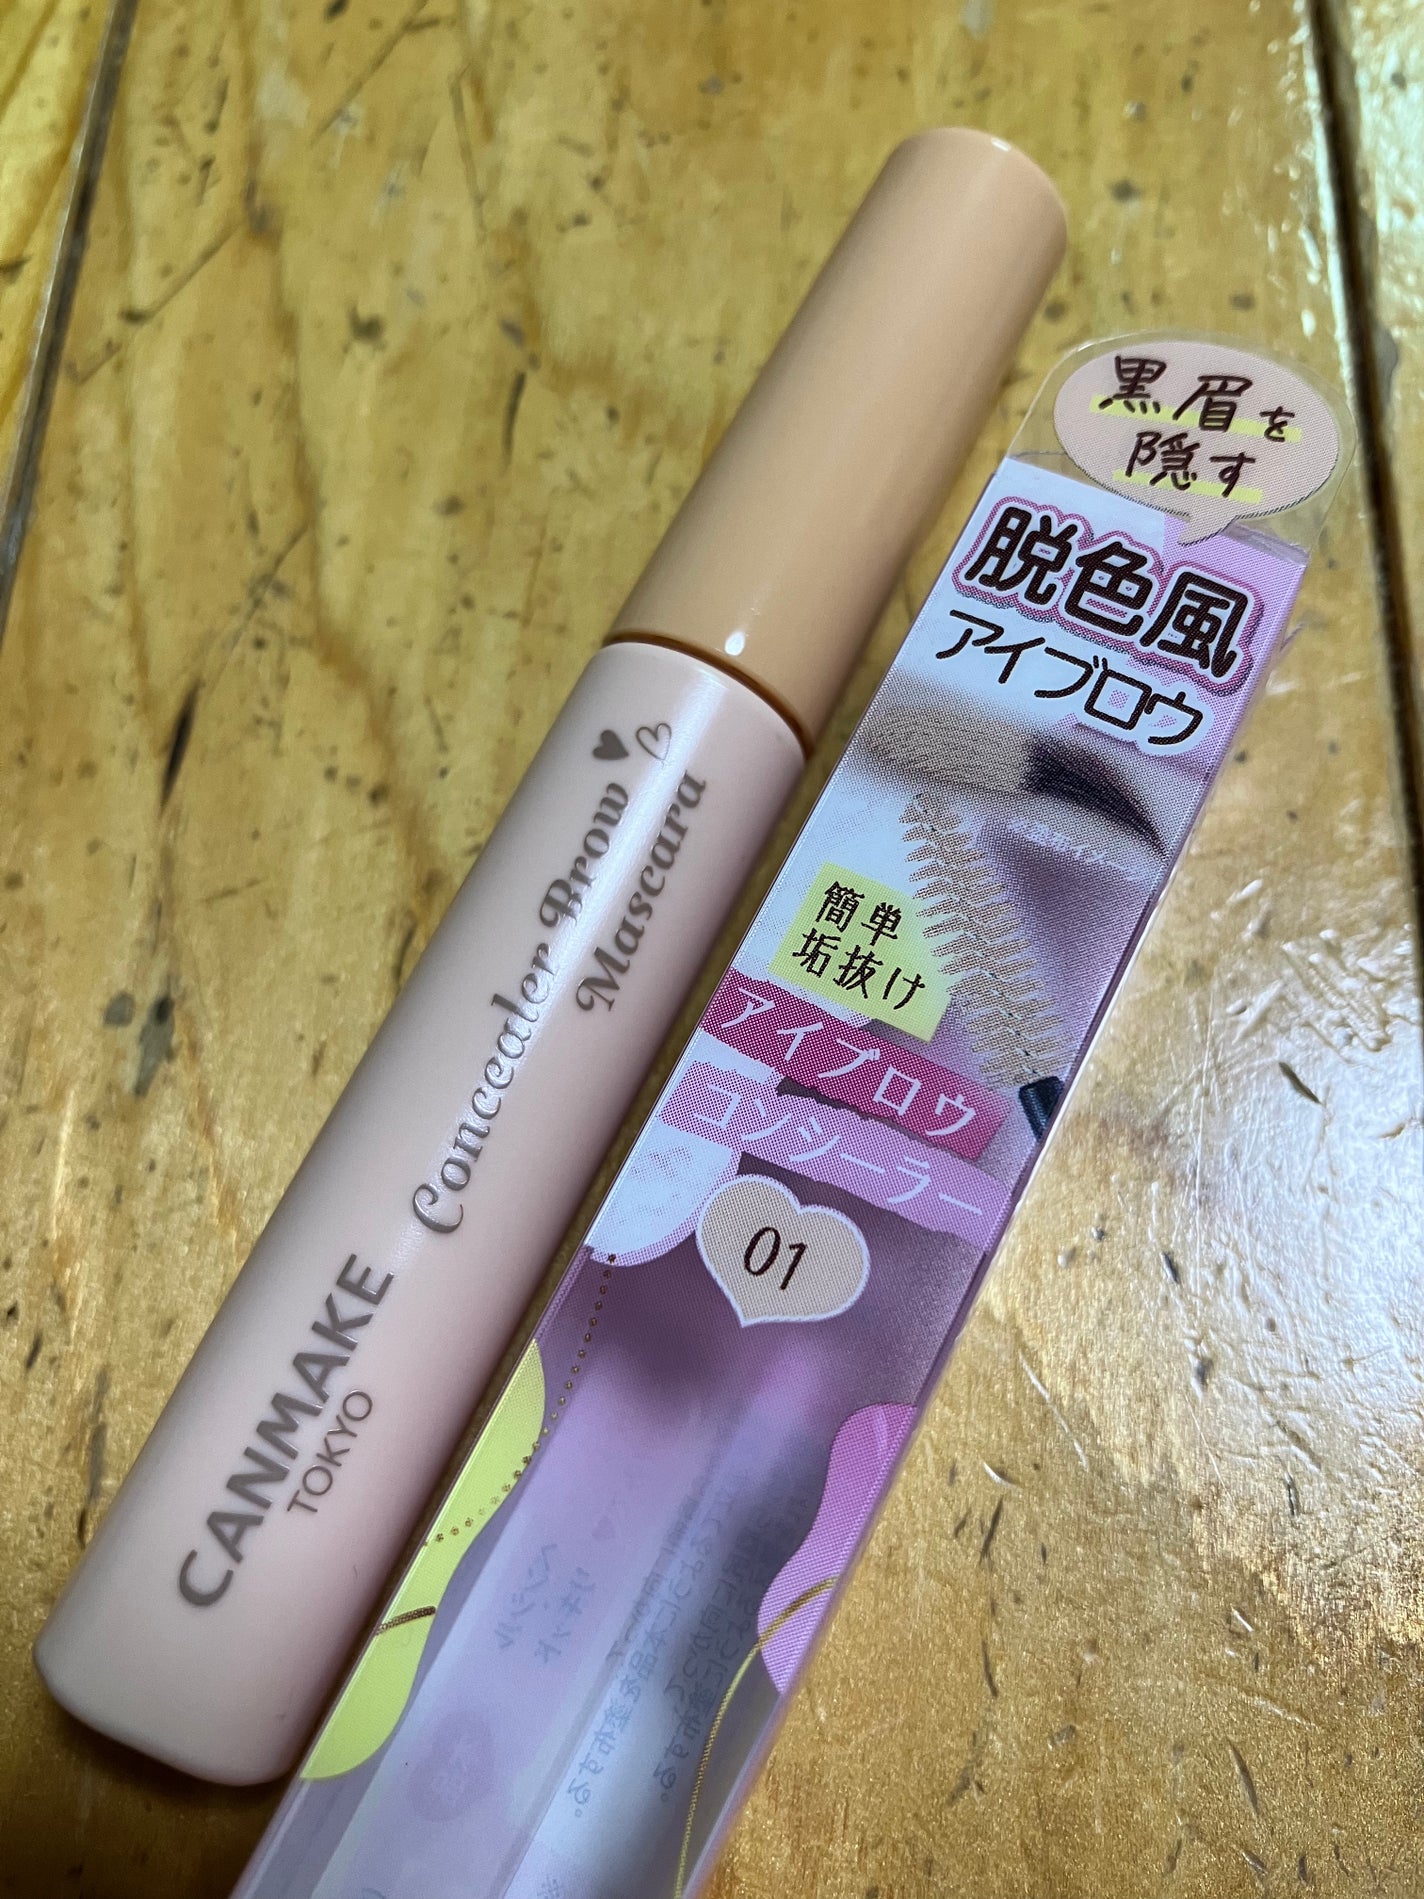 CANMAKE
TOKYO
Concealer Brow
Mascara
黒眉を
隠す
脱色風
アイブロウ
簡単
垢抜け
アイブロウ
コンシーラー
01